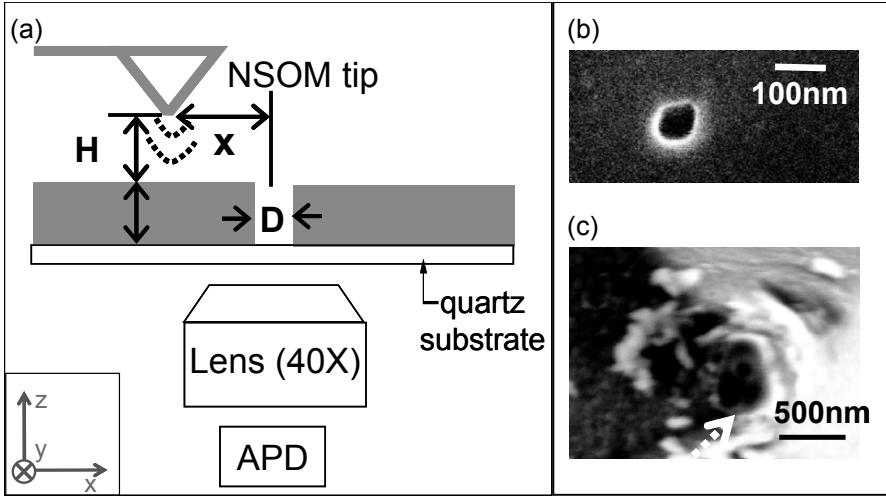 (a)
NSOM tip
H
x
D
quartz
substrate
Lens (40X)
APD
z
y
x
(b)
100nm
(c)
500nm